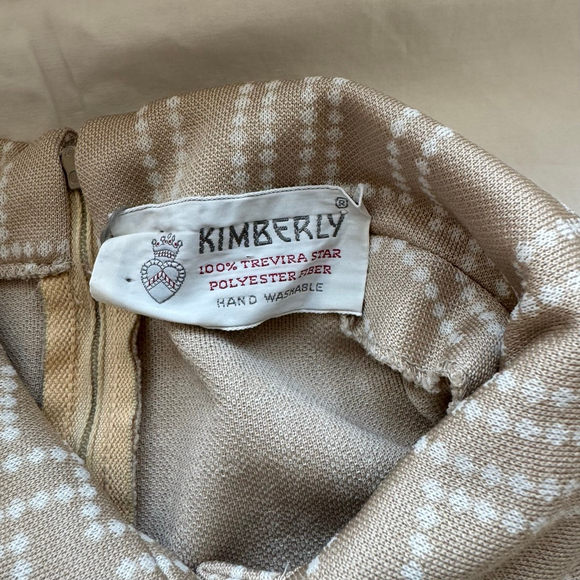 KIMBERLY®
100% TREVIRA STAR
POLYESTER FIBER
HAND WASHABLE